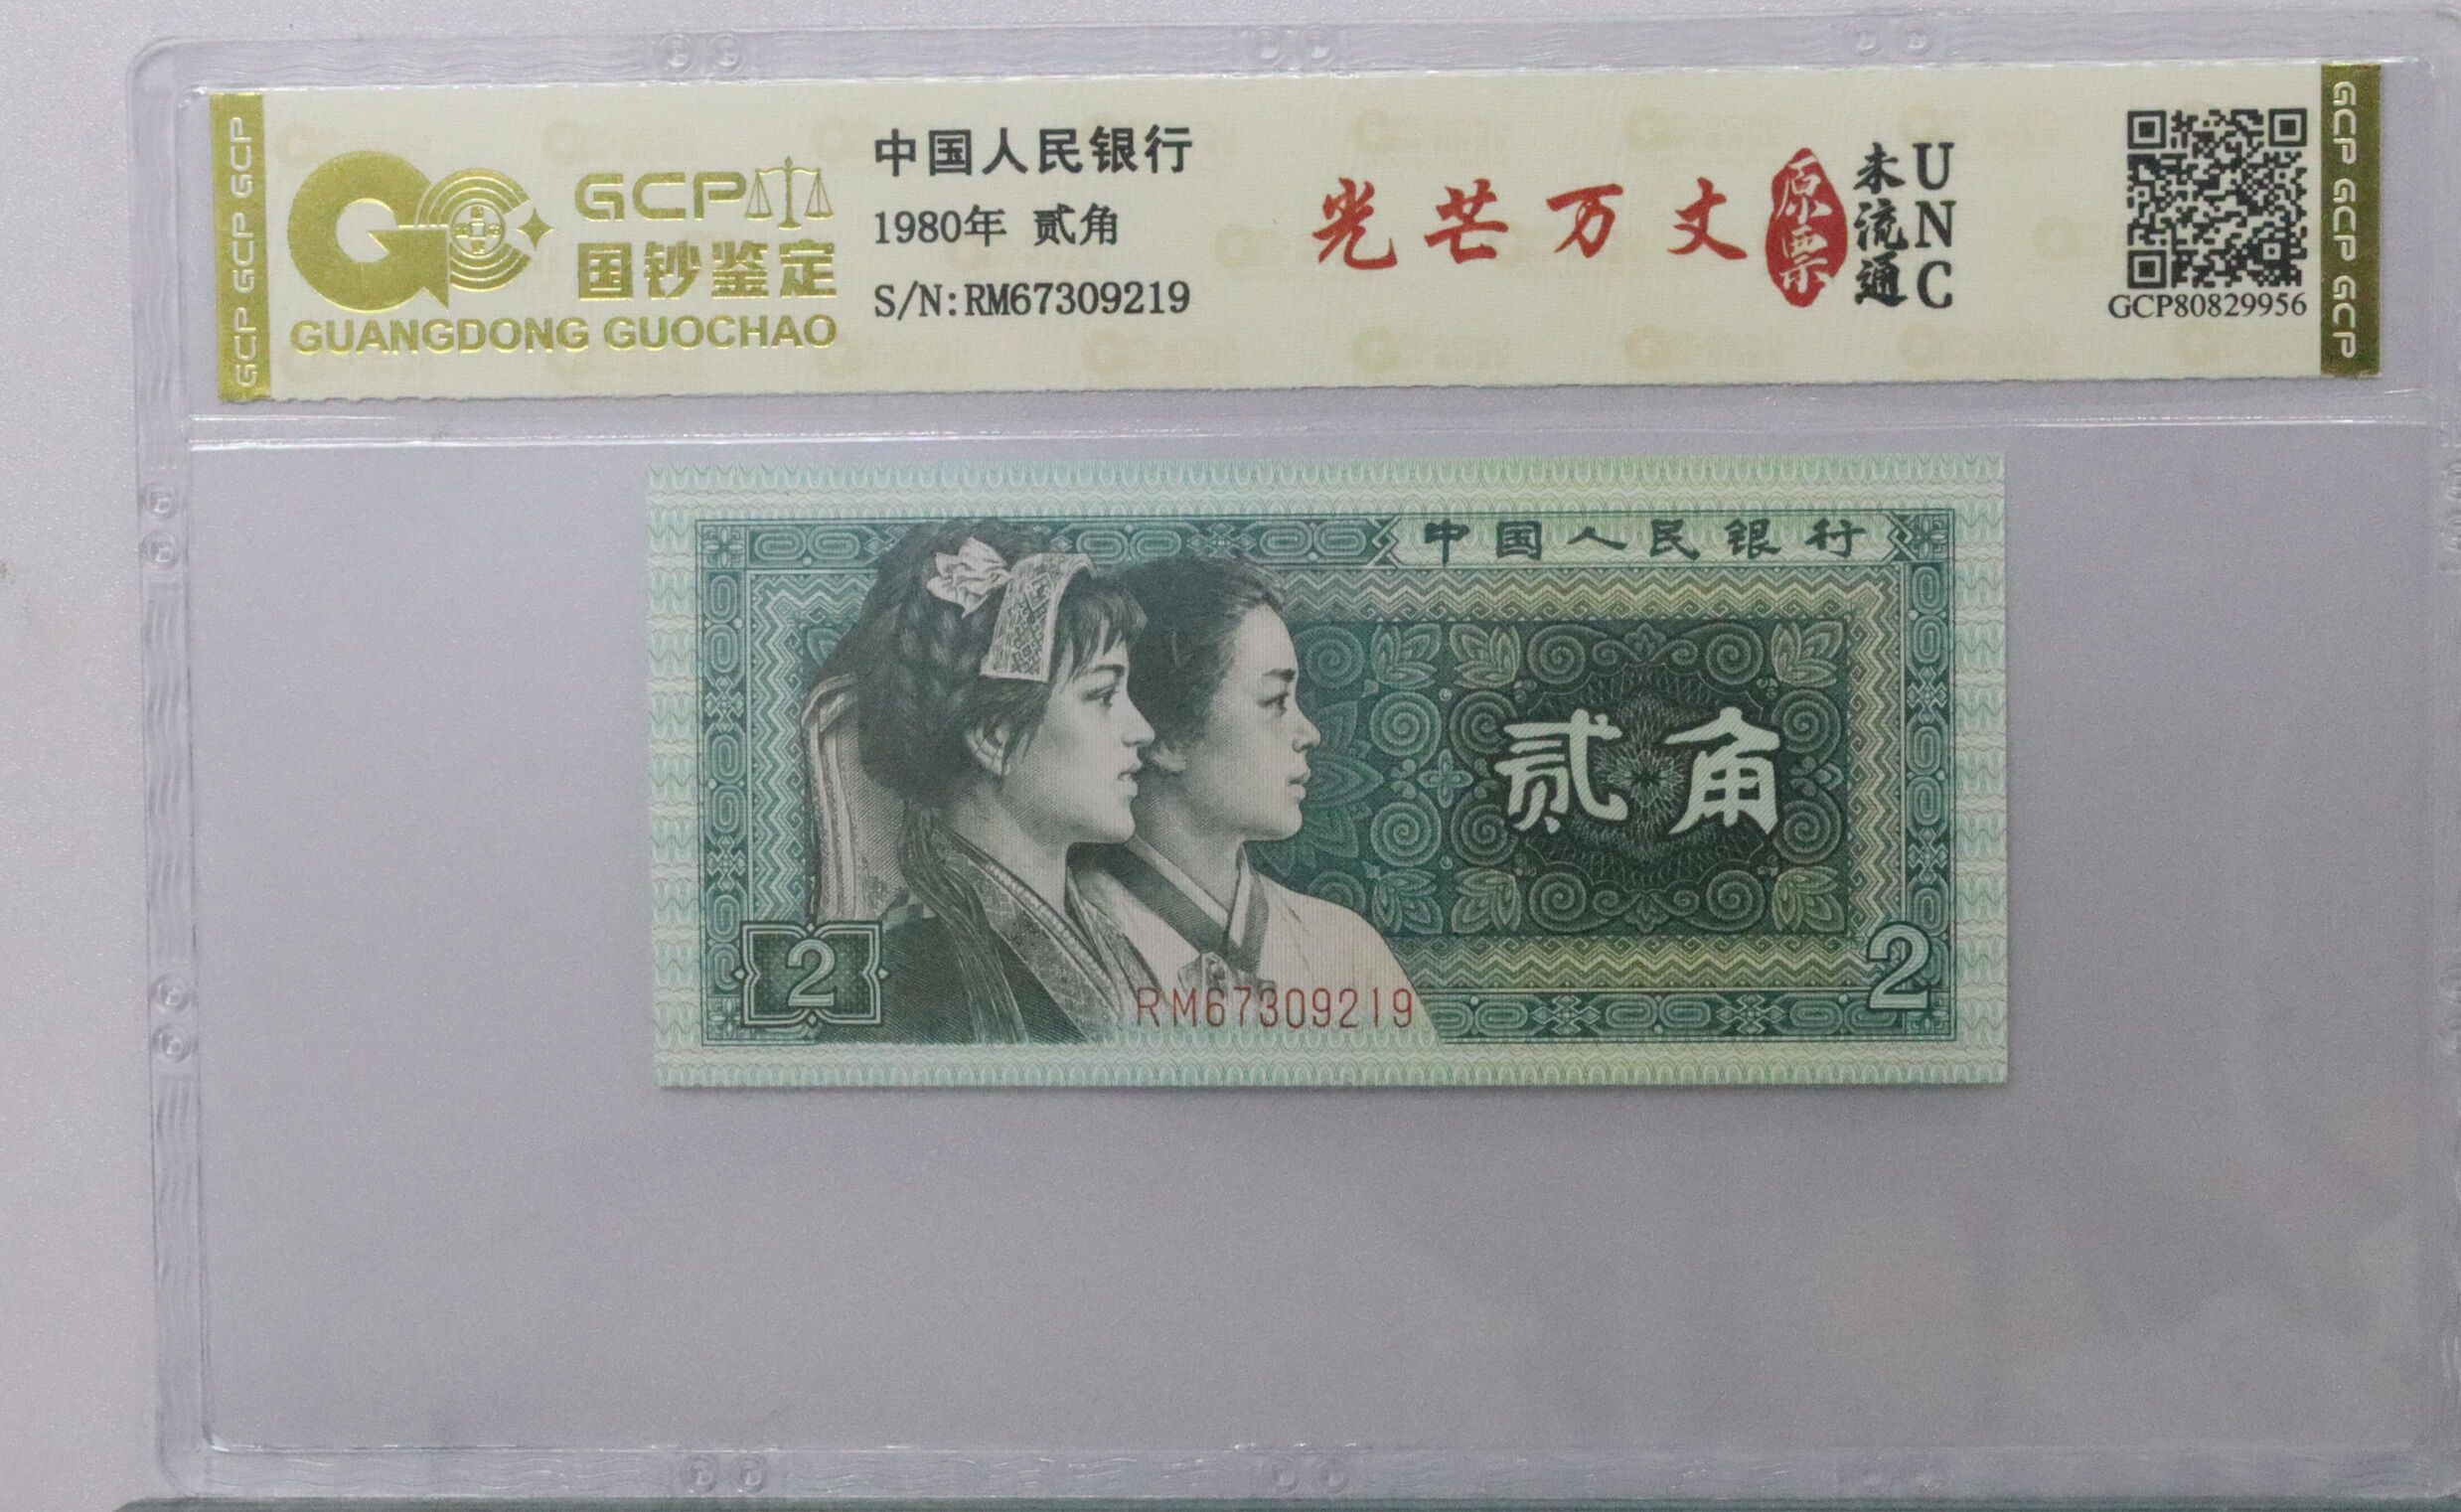 GCP GCP GCP
GCP
国钞鉴定
GUANGDONG GUOCHAO
中国人民银行
1980年 贰角
S/N:RM67309219
光芒万丈
原票
未流通
UNC
GCP80829956
GCP GCP GCP
中国人民银行
贰角
2
2
RM67309219